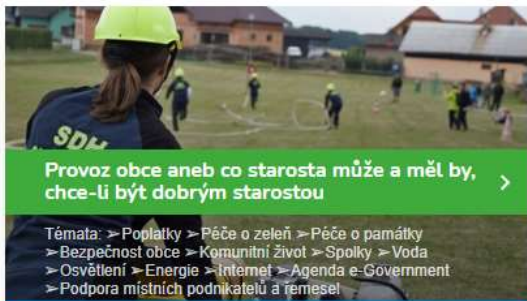 SDH
Provoz obce aneb co starosta může a měl by,
chce-li být dobrým starostou
Témata: ➢Poplatky ➢Péče o zeleň ➢Péče o památky
➢Bezpečnost obce ➢Komunitní život ➢Spolky ➢Voda
➢Osvětlení ➢Energie ➢Internet ➢Agenda e-Government
➢Podpora místních podnikatelů a řemesel